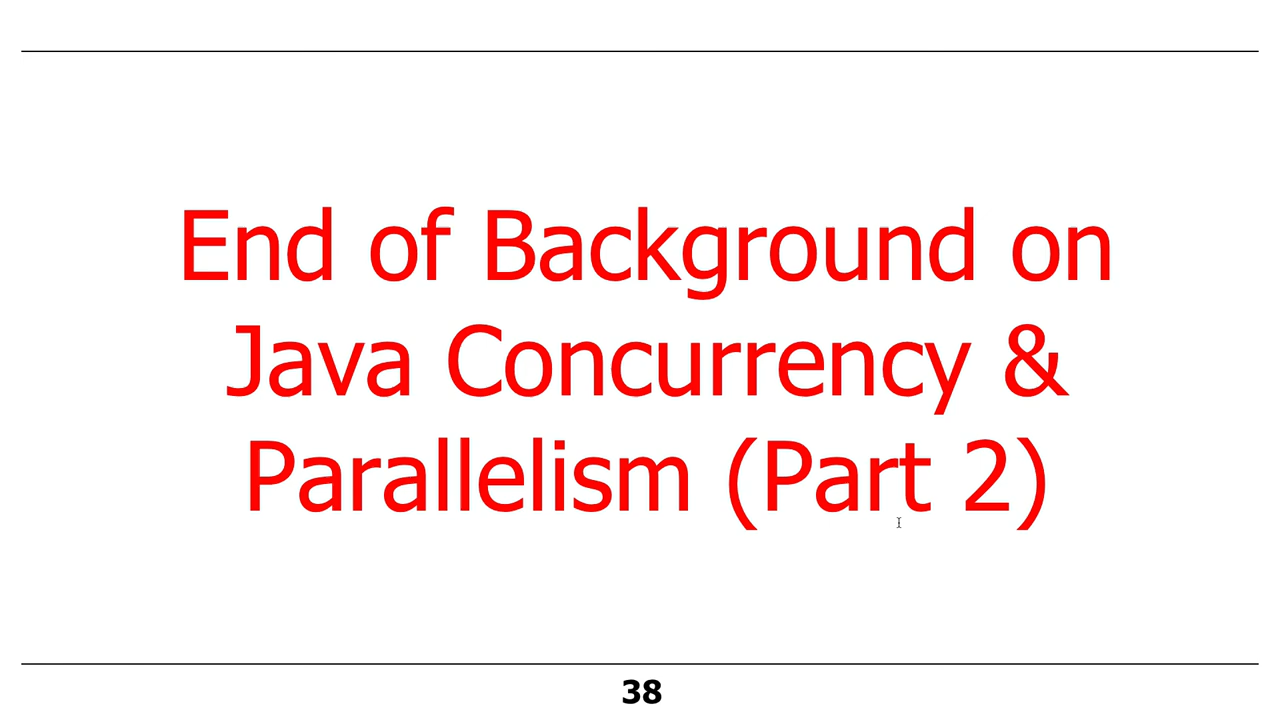 End of Background on
Java Concurrency &
Parallelism (Part 2)
38